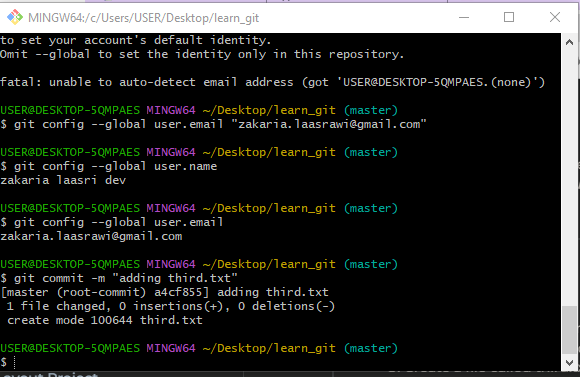 MINGW64:/c/Users/USER/Desktop/learn_git
to set your account's default identity.
Omit --global to set the identity only in this repository.
fatal: unable to auto-detect email address (got 'USER@DESKTOP-5QMPAES.(none)')
USER@DESKTOP-5QMPAES MINGW64 ~/Desktop/learn_git (master)
$ git config --global user.email "zakaria.laasrawi@gmail.com"
USER@DESKTOP-5QMPAES MINGW64 ~/Desktop/learn_git (master)
$ git config --global user.name
zakaria laasri dev
USER@DESKTOP-5QMPAES MINGW64 ~/Desktop/learn_git (master)
$ git config --global user.email
zakaria.laasrawi@gmail.com
USER@DESKTOP-5QMPAES MINGW64 ~/Desktop/learn_git (master)
$ git commit -m "adding third.txt"
[master (root-commit) a4cf855] adding third.txt
1 file changed, 0 insertions(+), 0 deletions(-)
create mode 100644 third.txt
USER@DESKTOP-5QMPAES MINGW64 ~/Desktop/learn_git (master)
$